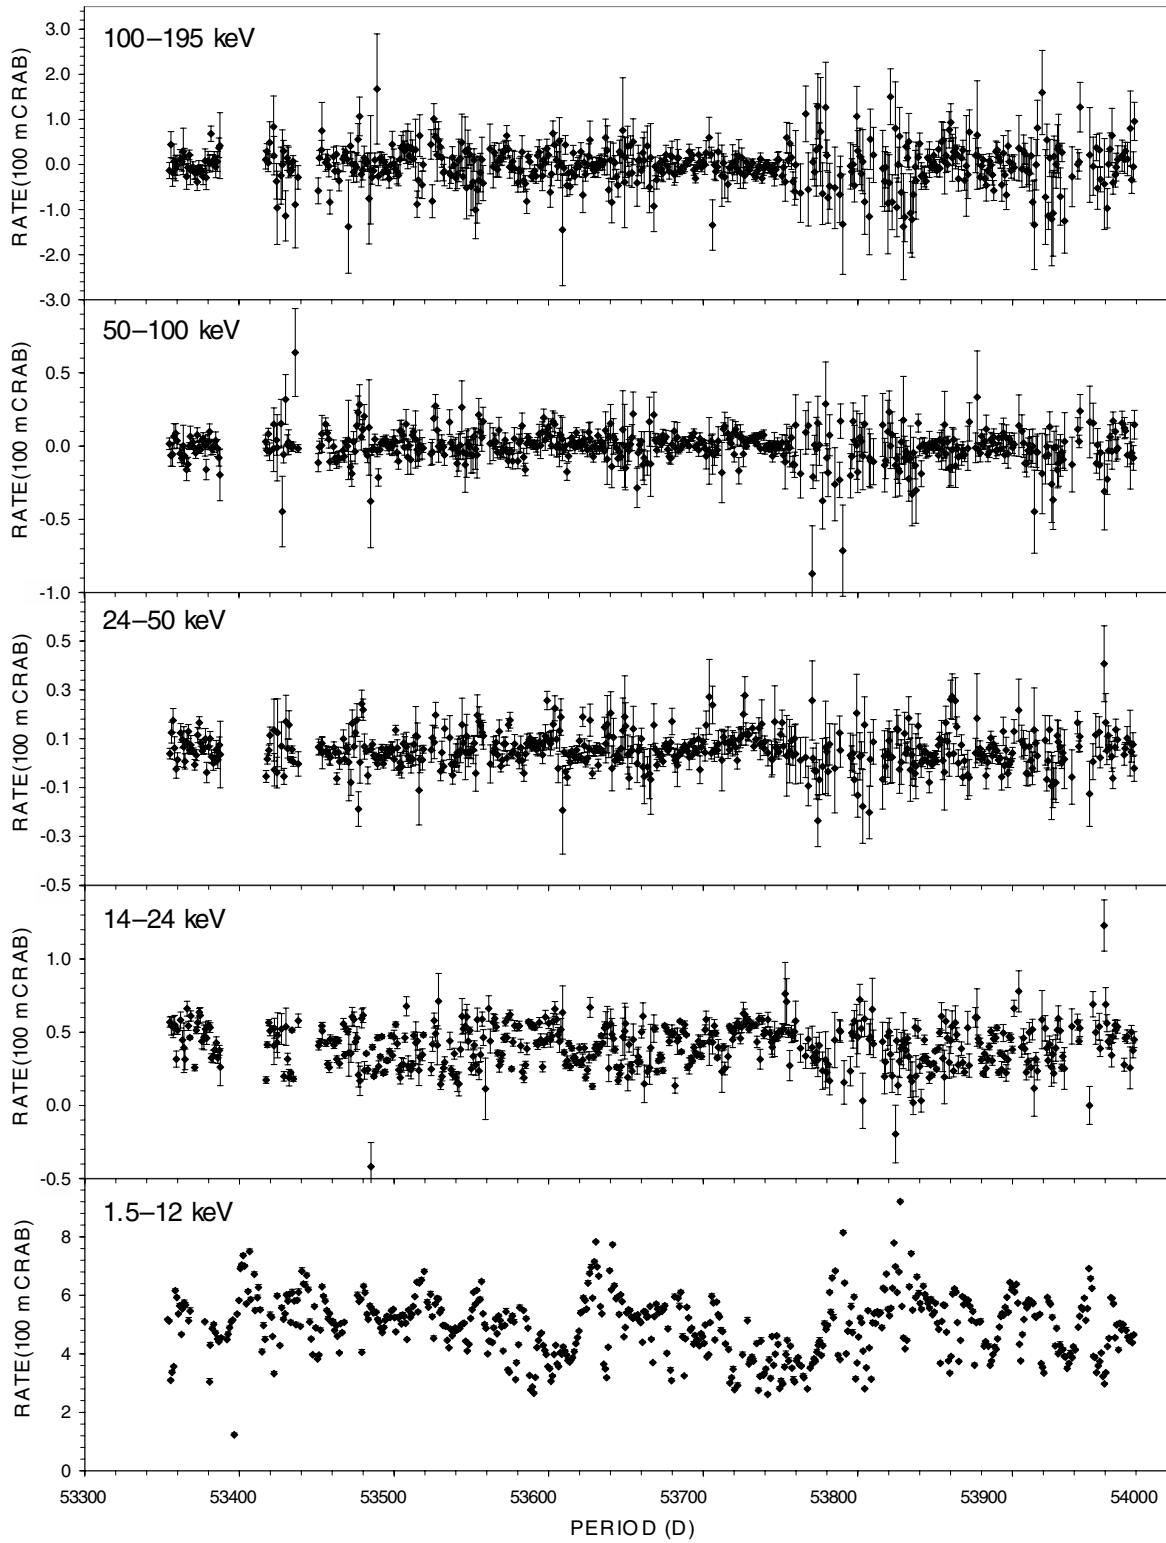 100–195 keV
RATE(100 mCRAB)
3.0
2.0
1.0
0.0
-1.0
-2.0
-3.0
50–100 keV
RATE(100 mCRAB)
0.5
0.0
-0.5
-1.0
24–50 keV
RATE(100 mCRAB)
0.5
0.3
0.1
-0.1
-0.3
-0.5
14–24 keV
RATE(100 mCRAB)
1.0
0.5
0.0
-0.5
1.5–12 keV
RATE(100 mCRAB)
8
6
4
2
0
53300 53400 53500 53600 53700 53800 53900 54000
PERIOD (D)